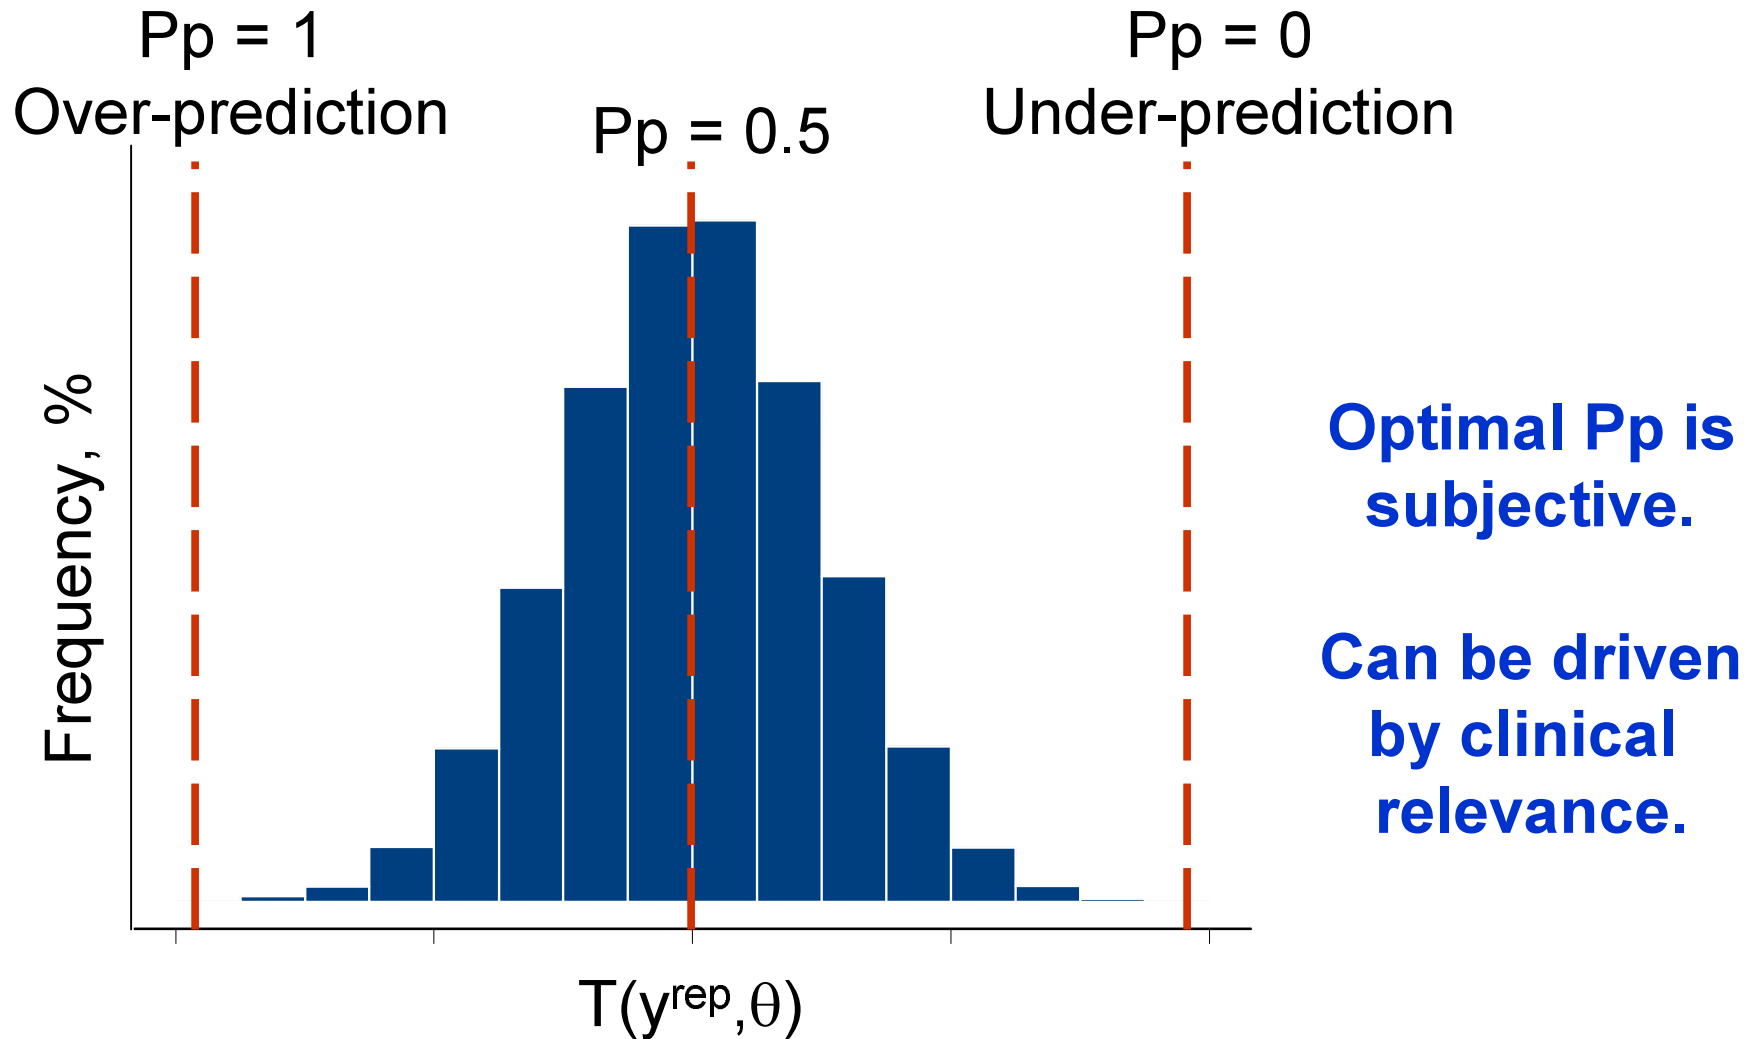 Pp = 1
Over-prediction
Pp = 0.5
Pp = 0
Under-prediction
Frequency, %
T(y^rep,θ)
Optimal Pp is
subjective.
Can be driven
by clinical
relevance.